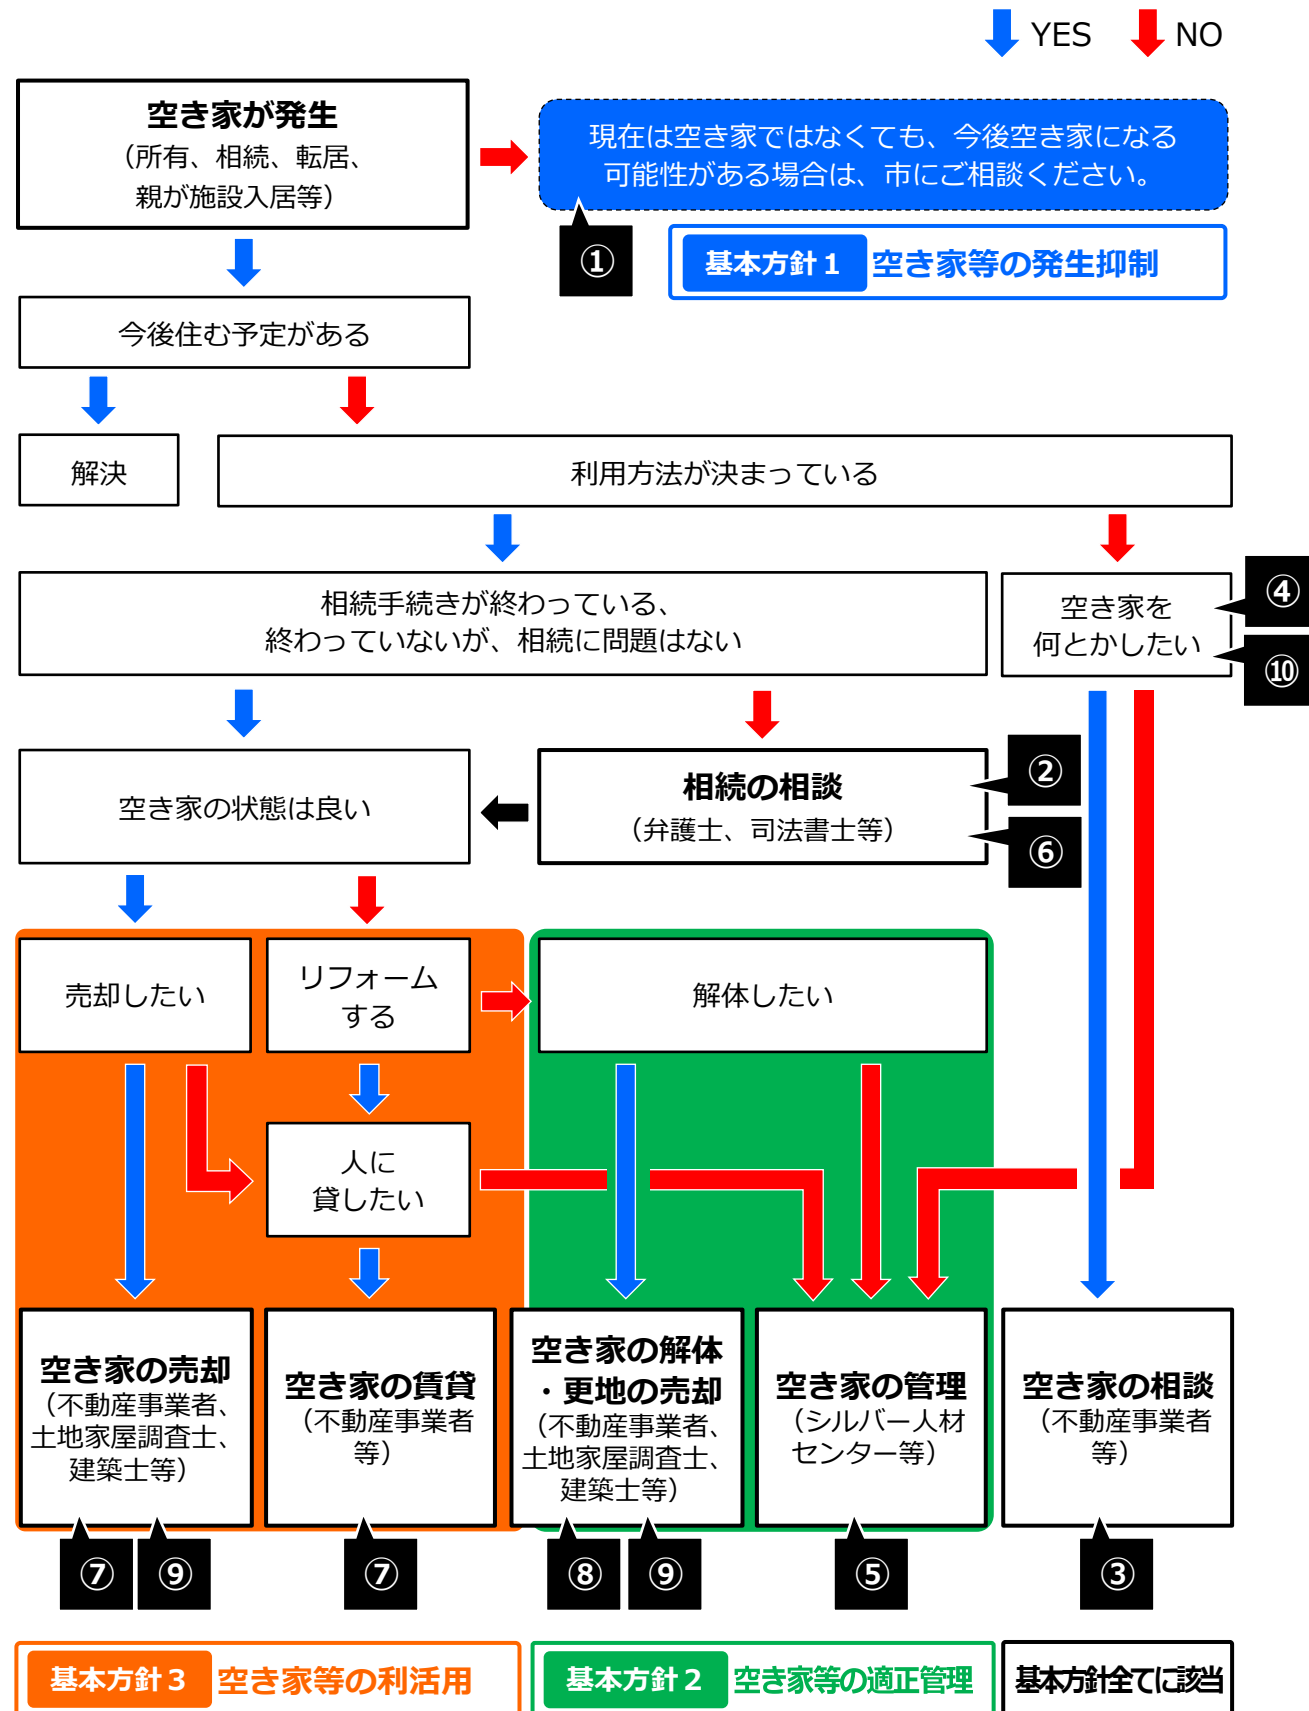 YES
NO
空き家が発生
（所有、相続、転居、
親が施設入居等）
現在は空き家ではなくても、今後空き家になる
可能性がある場合は、市にご相談ください。
①
基本方針1 空き家等の発生抑制
今後住む予定がある
解決
利用方法が決まっている
相続手続きが終わっている、
終わっていないが、相続に問題はない
空き家を
何とかしたい
④
⑩
空き家の状態は良い
相続の相談
（弁護士、司法書士等）
②
⑥
売却したい
リフォーム
する
解体したい
人に
貸したい
空き家の売却
（不動産事業者、
土地家屋調査士、
建築士等）
空き家の賃貸
（不動産事業者
等）
空き家の解体
・更地の売却
（不動産事業者、
土地家屋調査士、
建築士等）
空き家の管理
（シルバー人材
センター等）
空き家の相談
（不動産事業者
等）
⑦
⑨
⑦
⑧
⑨
⑤
③
基本方針3 空き家等の利活用
基本方針2 空き家等の適正管理
基本方針全てに該当